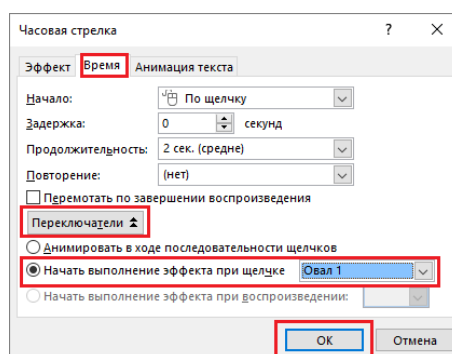 Часовая стрелка ? ×
Эффект Время Анимация текста
Начало: По щелчку
Задержка: 0 секунд
Продолжительность: 2 сек. (средне)
Повторение: (нет)
Перемотать по завершении воспроизведения
Переключатели
Анимировать в ходе последовательности щелчков
Начать выполнение эффекта при щелчке Овал 1
Начать выполнение эффекта при воспроизведении:
ОК Отмена